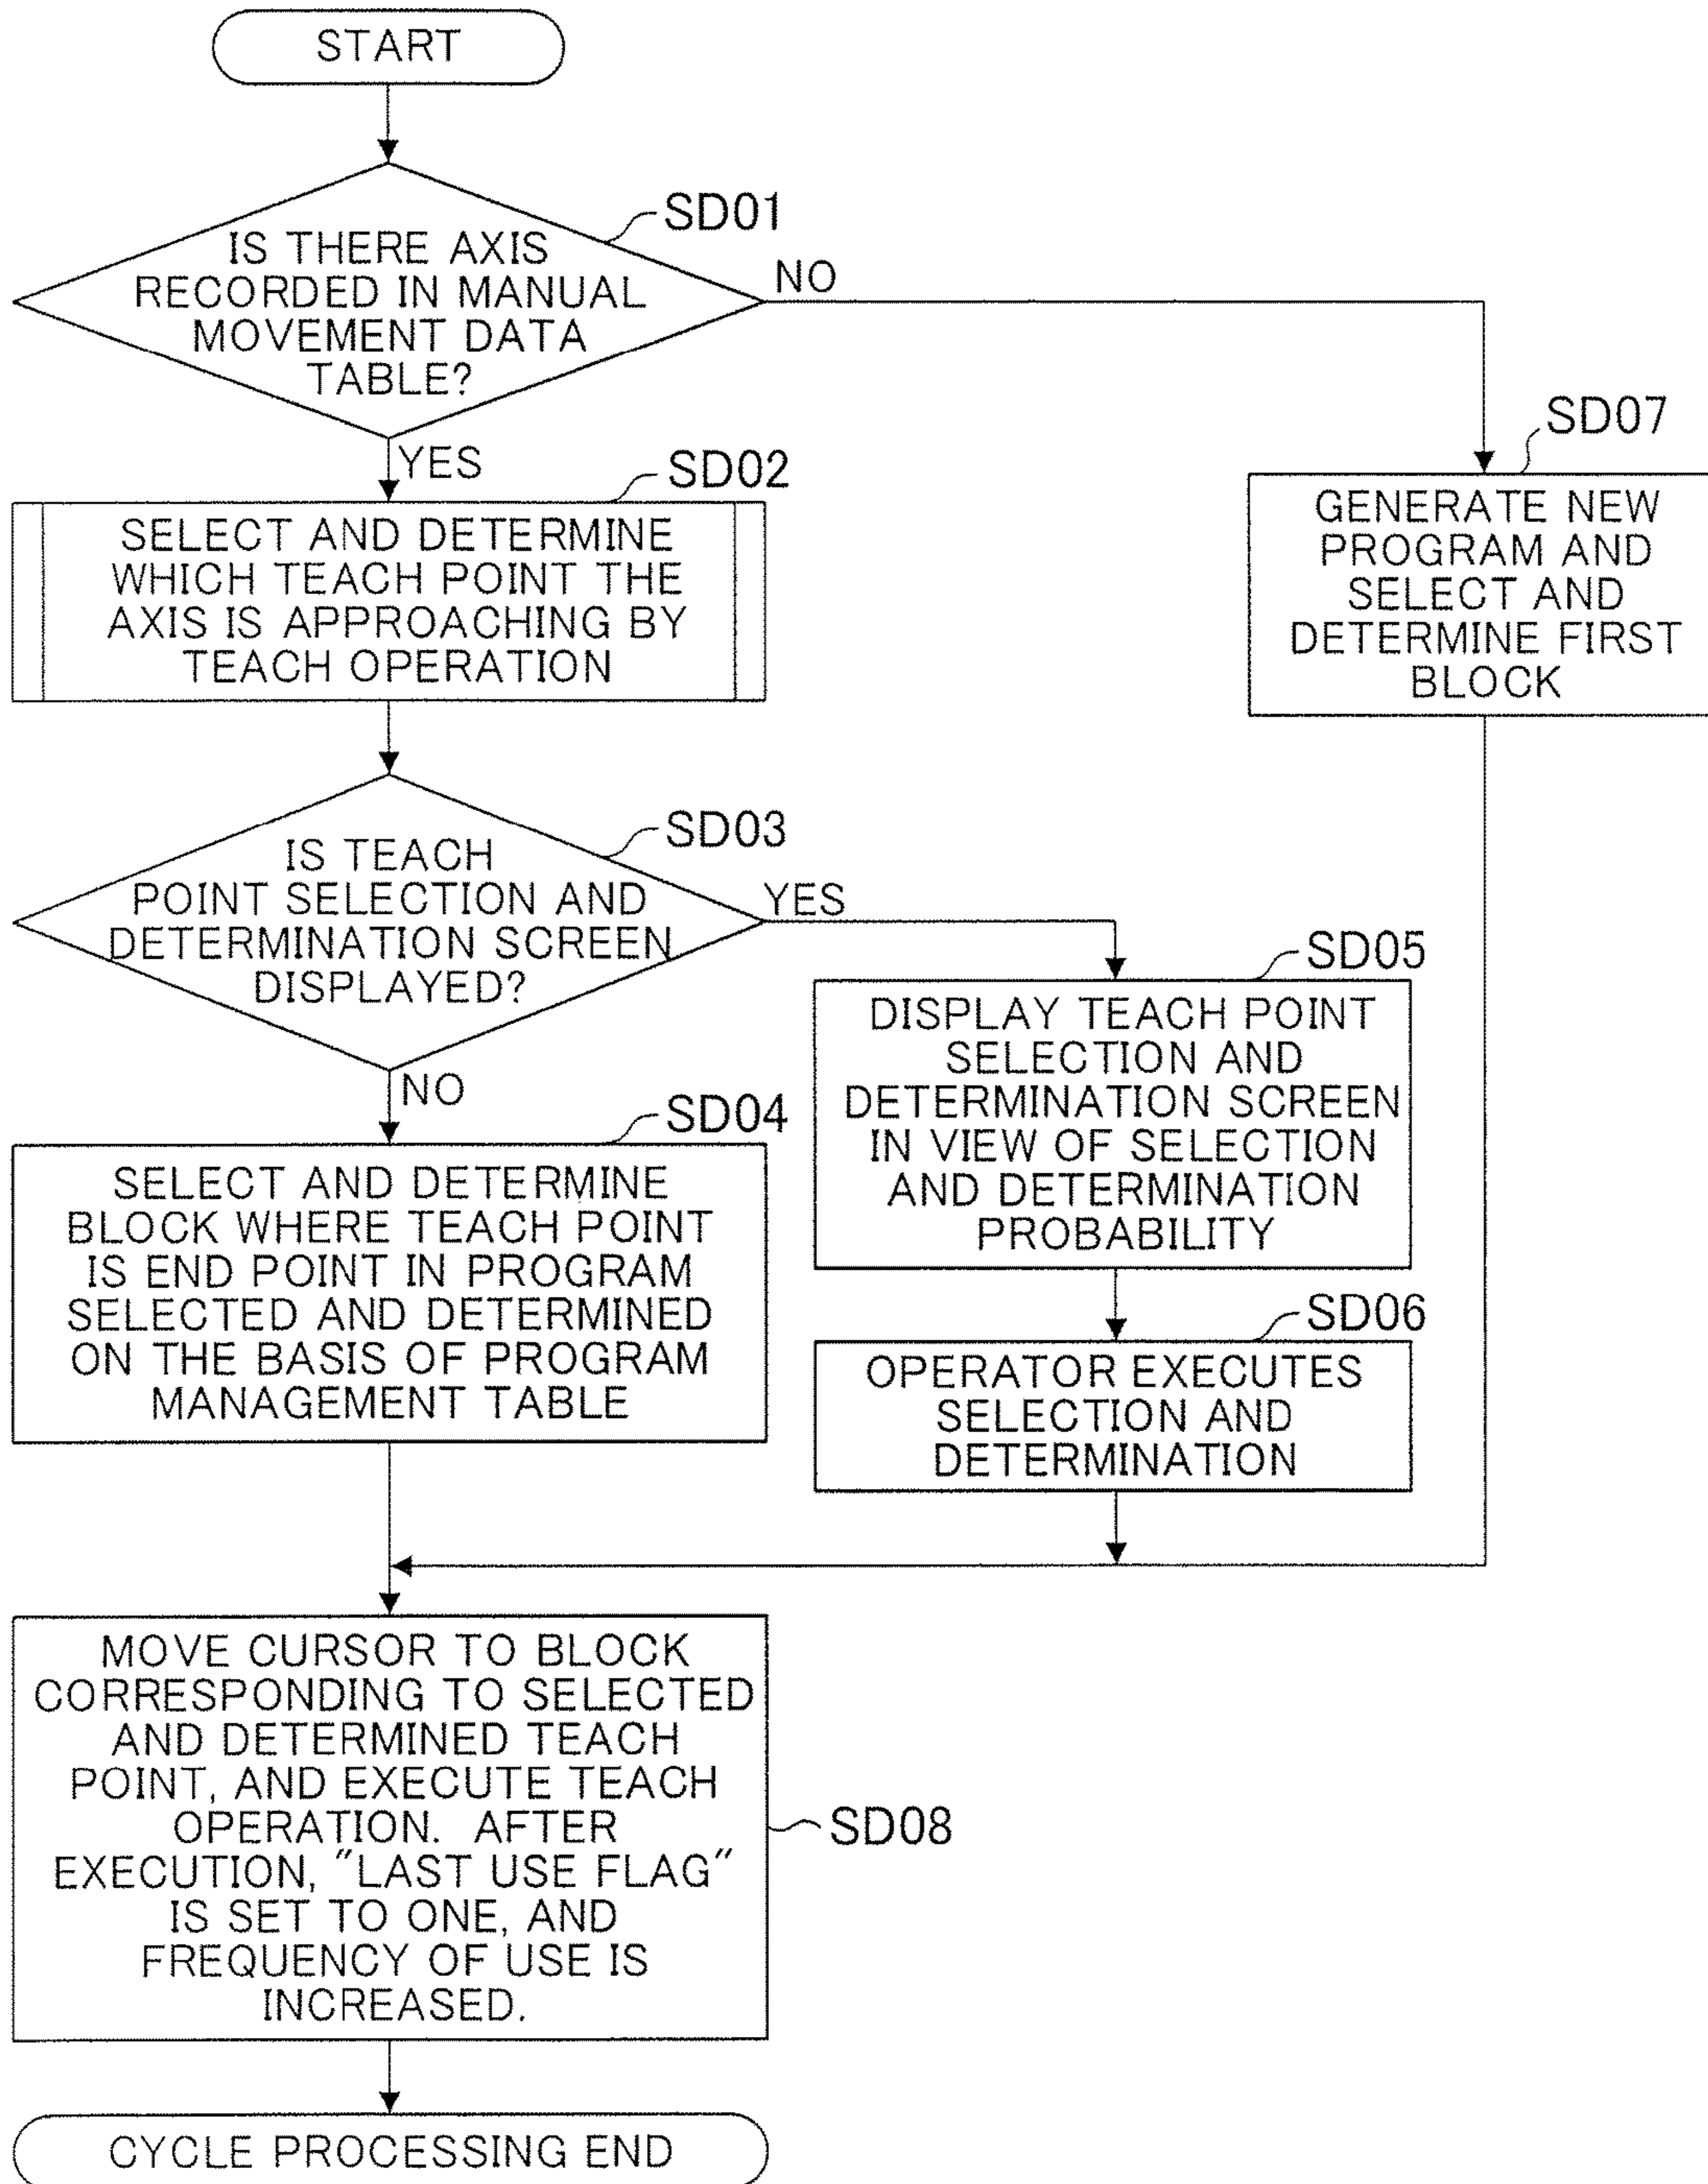 START
SD01
IS THERE AXIS
RECORDED IN MANUAL
MOVEMENT DATA
TABLE?
NO
YES
SD02
SELECT AND DETERMINE
WHICH TEACH POINT THE
AXIS IS APPROACHING BY
TEACH OPERATION
SD07
GENERATE NEW
PROGRAM AND
SELECT AND
DETERMINE FIRST
BLOCK
SD03
IS TEACH
POINT SELECTION AND
DETERMINATION SCREEN
DISPLAYED?
YES
NO
SD04
SELECT AND DETERMINE
BLOCK WHERE TEACH POINT
IS END POINT IN PROGRAM
SELECTED AND DETERMINED
ON THE BASIS OF PROGRAM
MANAGEMENT TABLE
SD05
DISPLAY TEACH POINT
SELECTION AND
DETERMINATION SCREEN
IN VIEW OF SELECTION
AND DETERMINATION
PROBABILITY
SD06
OPERATOR EXECUTES
SELECTION AND
DETERMINATION
MOVE CURSOR TO BLOCK
CORRESPONDING TO SELECTED
AND DETERMINED TEACH
POINT, AND EXECUTE TEACH
OPERATION. AFTER
EXECUTION, "LAST USE FLAG"
IS SET TO ONE, AND
FREQUENCY OF USE IS
INCREASED.
SD08
CYCLE PROCESSING END